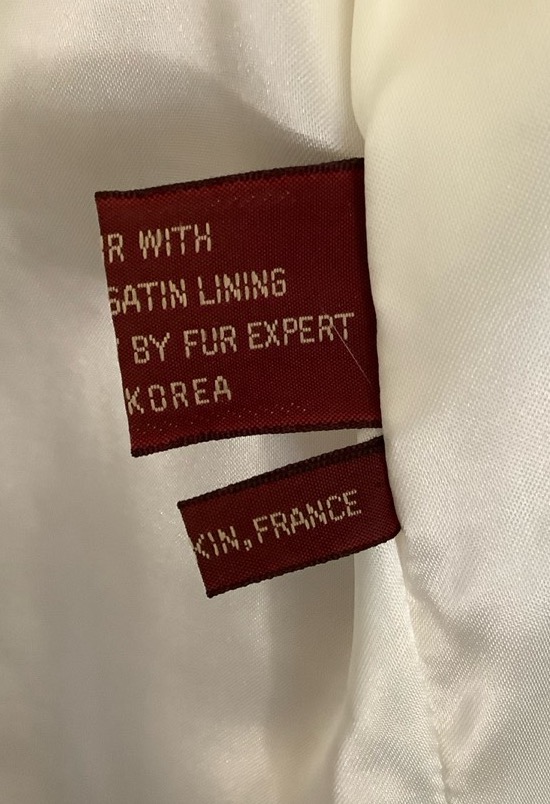 R WITH
SATIN LINING
BY FUR EXPERT
KOREA
KIN, FRANCE